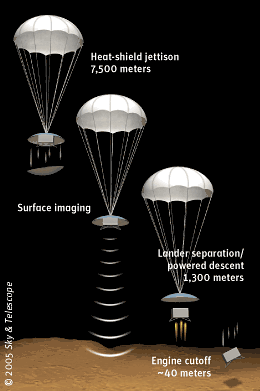 Heat-shield jettison
7,500 meters
Surface imaging
Lander separation/
powered descent
1,300 meters
Engine cutoff
~40 meters
© 2005 Sky & Telescope